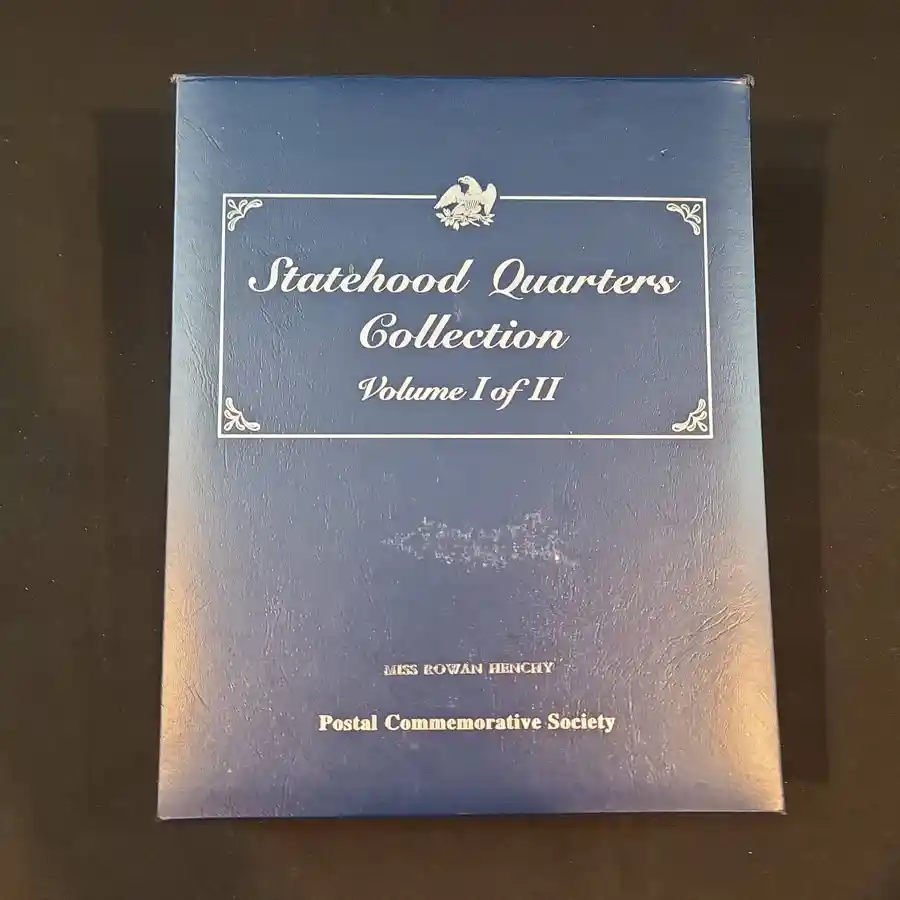 Statehood Quarters
Collection
Volume I of II
MISS ROWAN HENCHY
Postal Commemorative Society